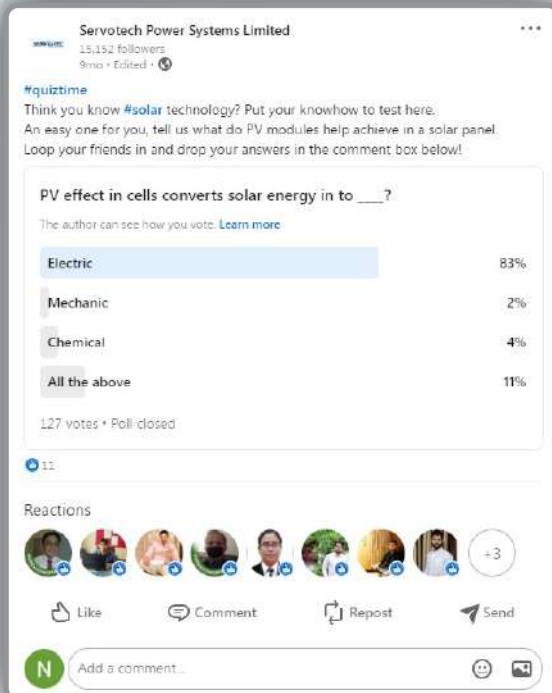 Servotech Power Systems Limited
15,152 followers
9mo • Edited •
#quiztime
Think you know #solar technology? Put your knowhow to test here.
An easy one for you, tell us what do PV modules help achieve in a solar panel.
Loop your friends in and drop your answers in the comment box below!
PV effect in cells converts solar energy in to ____?
The author can see how you vote. Learn more
Electric 83%
Mechanic 2%
Chemical 4%
All the above 11%
127 votes • Poll closed
11
Reactions
+3
Like Comment Repost Send
N Add a comment...